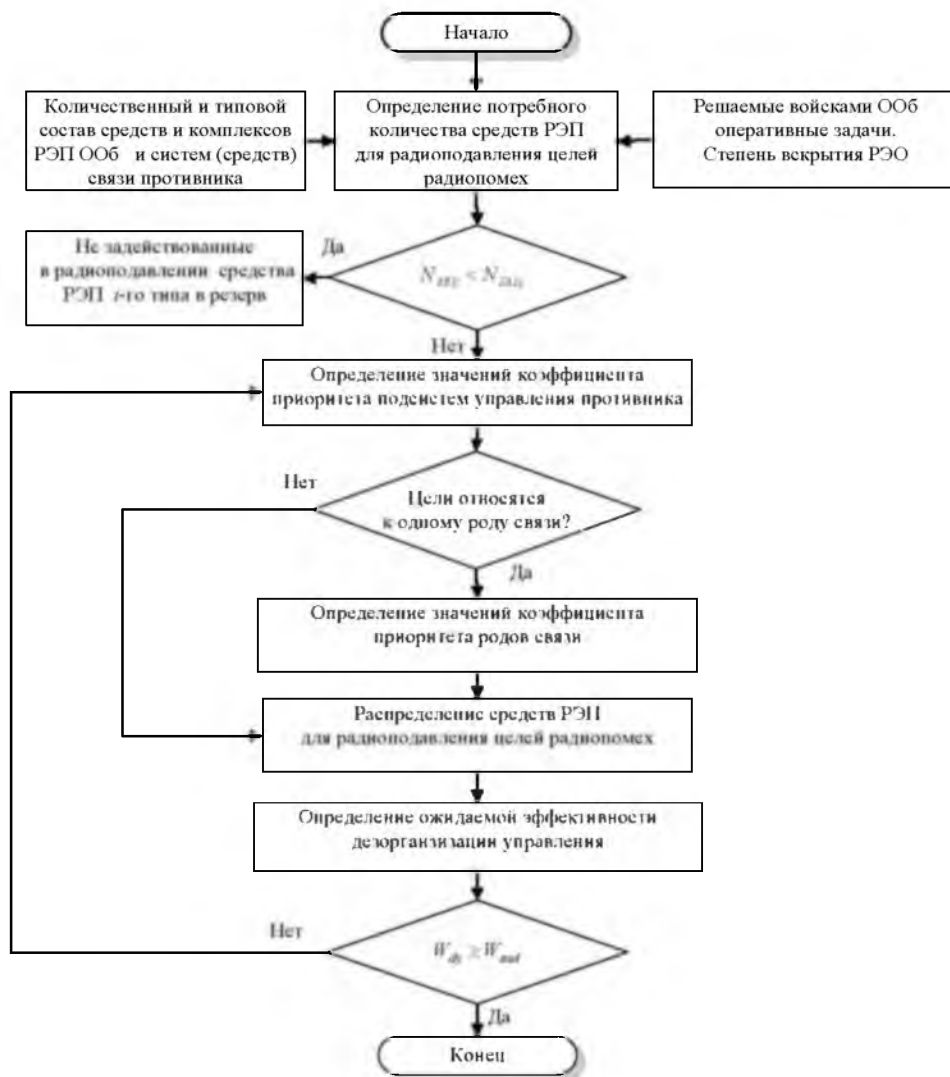 Начало
Количественный и типовой
состав средств и комплексов
РЭП ООб и систем (средств)
связи противника
Определение потребного
количества средств РЭП
для радиоподавления целей
радиопомех
Решаемые войсками ООб
оперативные задачи.
Степень вскрытия РЭО
Да
Не задействованные
в радиоподавлении средства
РЭП i-го типа в резерв
Нет
Определение значений коэффициента
приоритета подсистем управления противника
Нет
Цели относятся
к одному роду связи?
Да
Определение значений коэффициента
приоритета родов связи
Распределение средств РЭП
для радиоподавления целей радиопомех
Определение ожидаемой эффективности
дезорганизации управления
Нет
Да
Конец